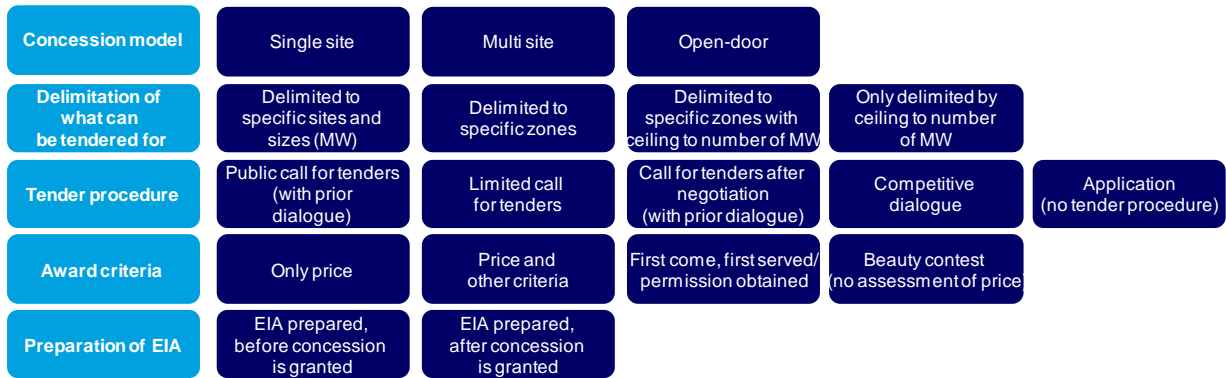 Concession model
Single site
Multi site
Open-door
Delimitation of
what can
be tendered for
Delimited to
specific sites and
sizes (MW)
Delimited to
specific zones
Delimited to
specific zones with
ceiling to number of MW
Only delimited by
ceiling to number
of MW
Tender procedure
Public call for tenders
(with prior
dialogue)
Limited call
for tenders
Call for tenders after
negotiation
(with prior dialogue)
Competitive
dialogue
Application
(no tender procedure)
Award criteria
Only price
Price and
other criteria
First come, first served/
permission obtained
Beauty contest
(no assessment of price)
Preparation of EIA
EIA prepared,
before concession
is granted
EIA prepared,
after concession
is granted